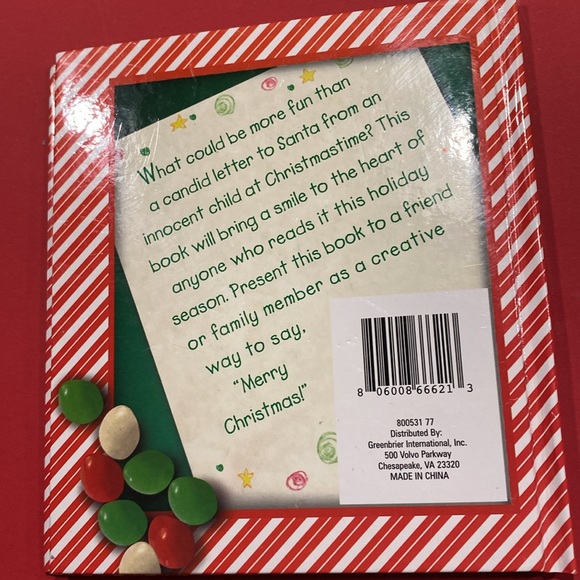 What could be more fun than
a candid letter to Santa from an
innocent child at Christmastime? This
book will bring a smile to the heart of
anyone who reads it this holiday
season. Present this book to a friend
or family member as a creative
way to say,
"Merry
Christmas!"
8 06008 66621 3
800531 77
Distributed By:
Greenbrier International, Inc.
500 Volvo Parkway
Chesapeake, VA 23320
MADE IN CHINA